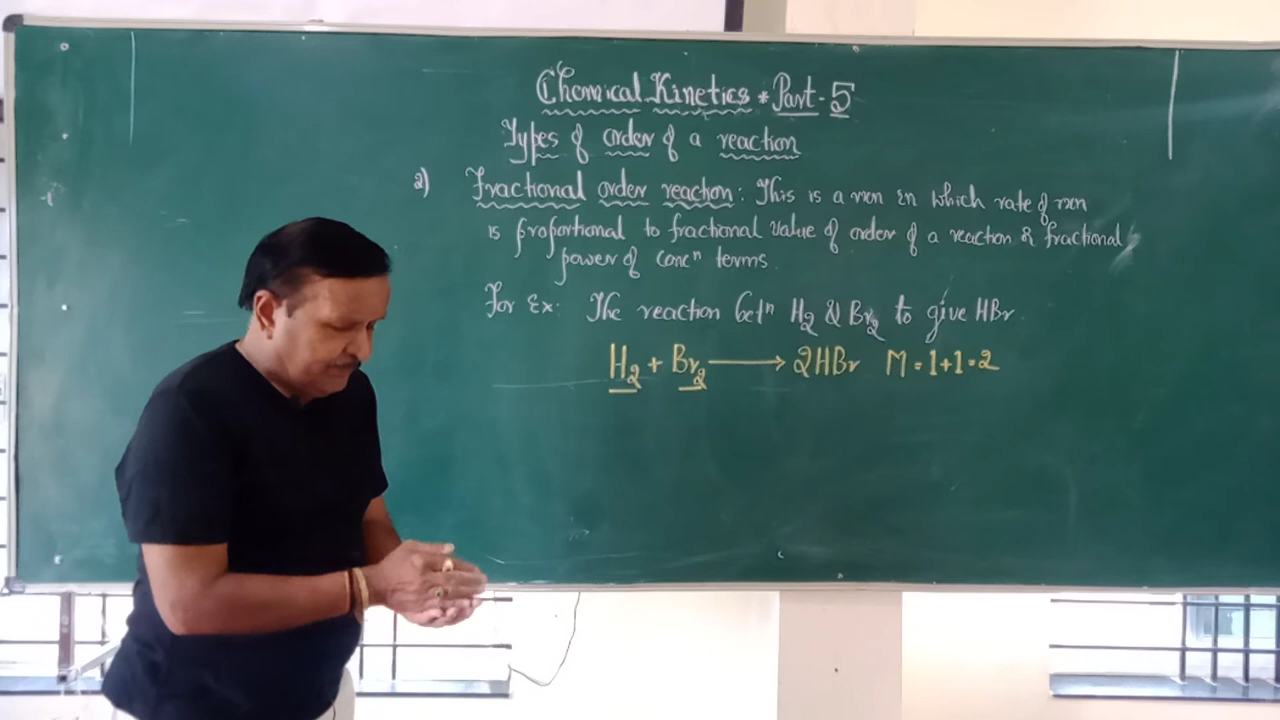 Chemical Kinetics * Part - 5
Types of order of a reaction
2) Fractional order reaction : This is a rxn in which rate of rxn
is proportional to fractional value of order of a reaction & fractional
power of concⁿ terms
For Ex: The reaction betⁿ H₂ & Br₂ to give HBr.
H₂ + Br₂ ⟶ 2HBr M = 1+1=2